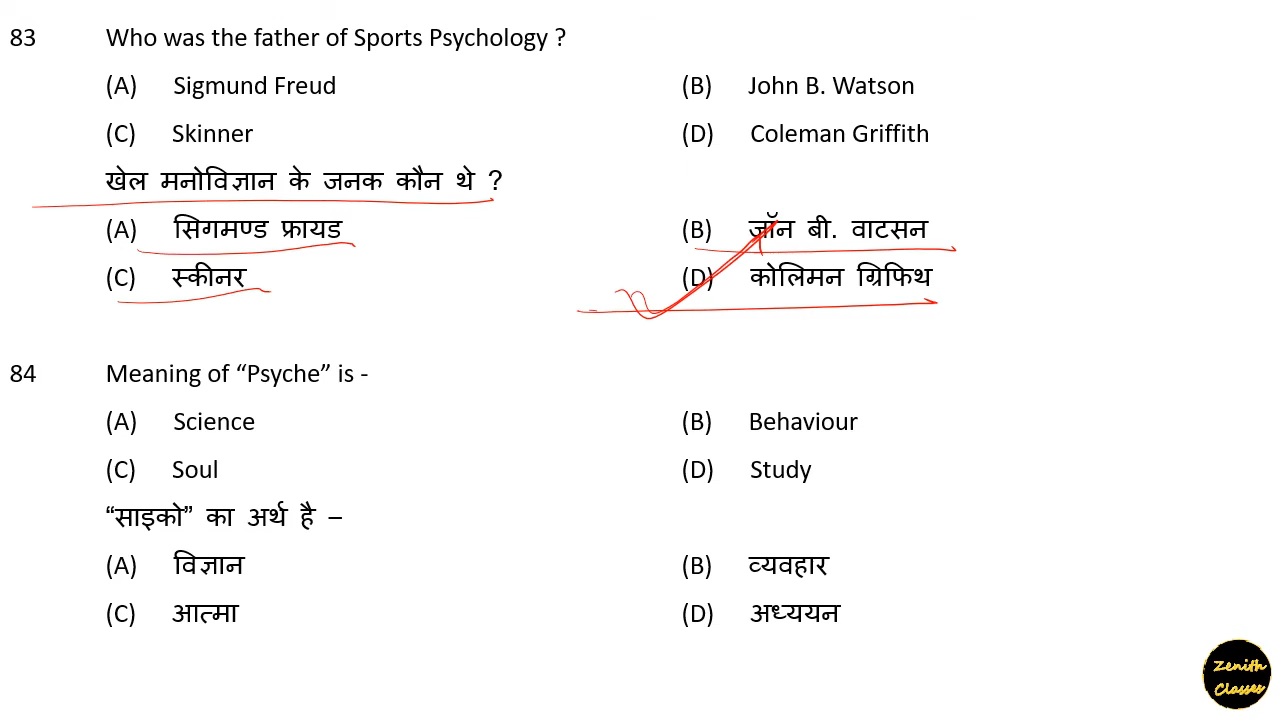 83 Who was the father of Sports Psychology ?
(A) Sigmund Freud (B) John B. Watson
(C) Skinner (D) Coleman Griffith
खेल मनोविज्ञान के जनक कौन थे ?
(A) सिगमण्ड फ्रायड (B) जॉन बी. वाटसन
(C) स्कीनर (D) कोलिमन ग्रिफिथ
84 Meaning of “Psyche” is -
(A) Science (B) Behaviour
(C) Soul (D) Study
“साइको” का अर्थ है –
(A) विज्ञान (B) व्यवहार
(C) आत्मा (D) अध्ययन
Zenith
Classes